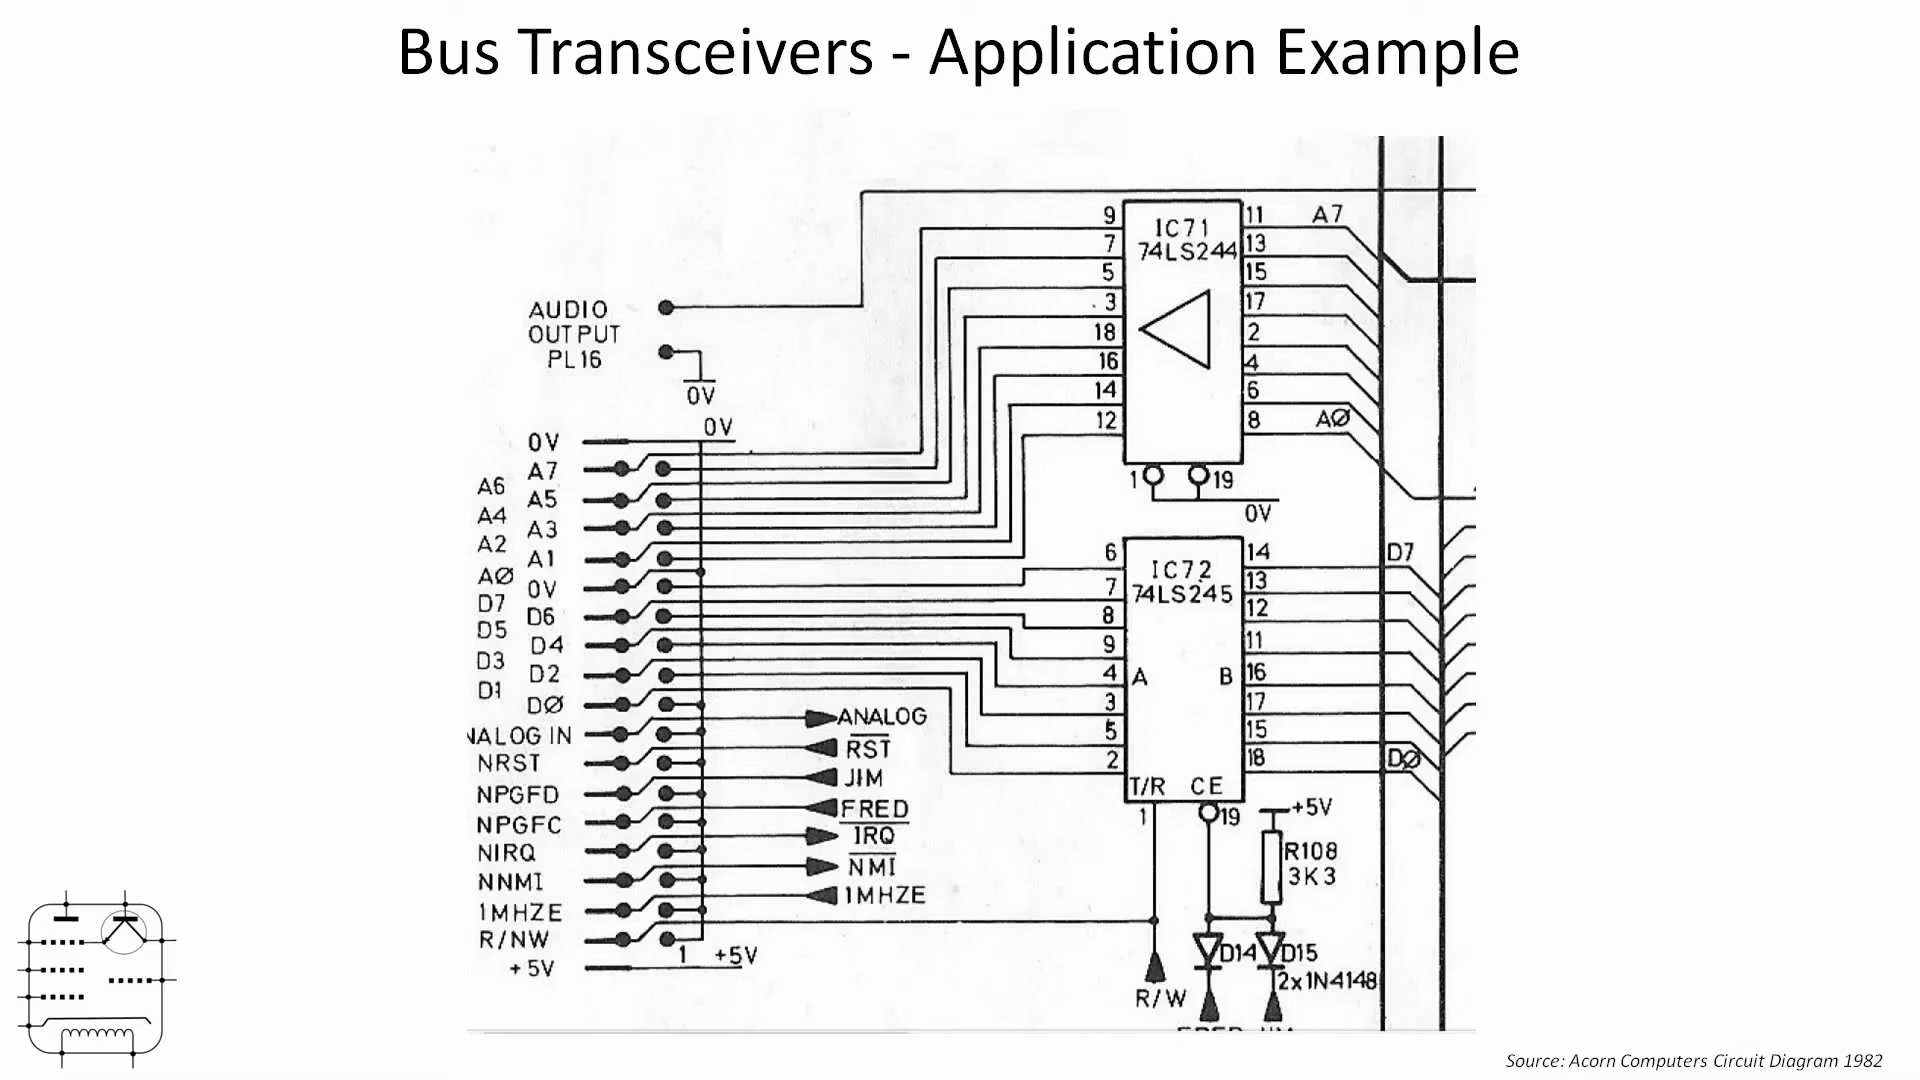 Bus Transceivers - Application Example
AUDIO
OUTPUT
PL16
0V
0V
0V
A7
A6
A5
A4
A3
A2
A1
AØ
0V
D7
D6
D5
D4
D3
D2
D1
DØ
NALOG IN
NRST
NPGFD
NPGFC
NIRQ
NNMI
1MHZE
R/NW
+5V
1 +5V
ANALOG
RST
JIM
FRED
IRQ
NMI
1MHZE
IC71
74LS244
9
7
5
3
18
16
14
12
11 A7
13
15
17
2
4
6
8 AØ
1 19
0V
IC72
74LS245
6
7
8
9
4 A
3
5
2
14 D7
13
12
11
B 16
17
15
18 DØ
T/R CE
1 19
+5V
R108
3K3
D14 D15
2x1N4148
R/W
Source: Acorn Computers Circuit Diagram 1982